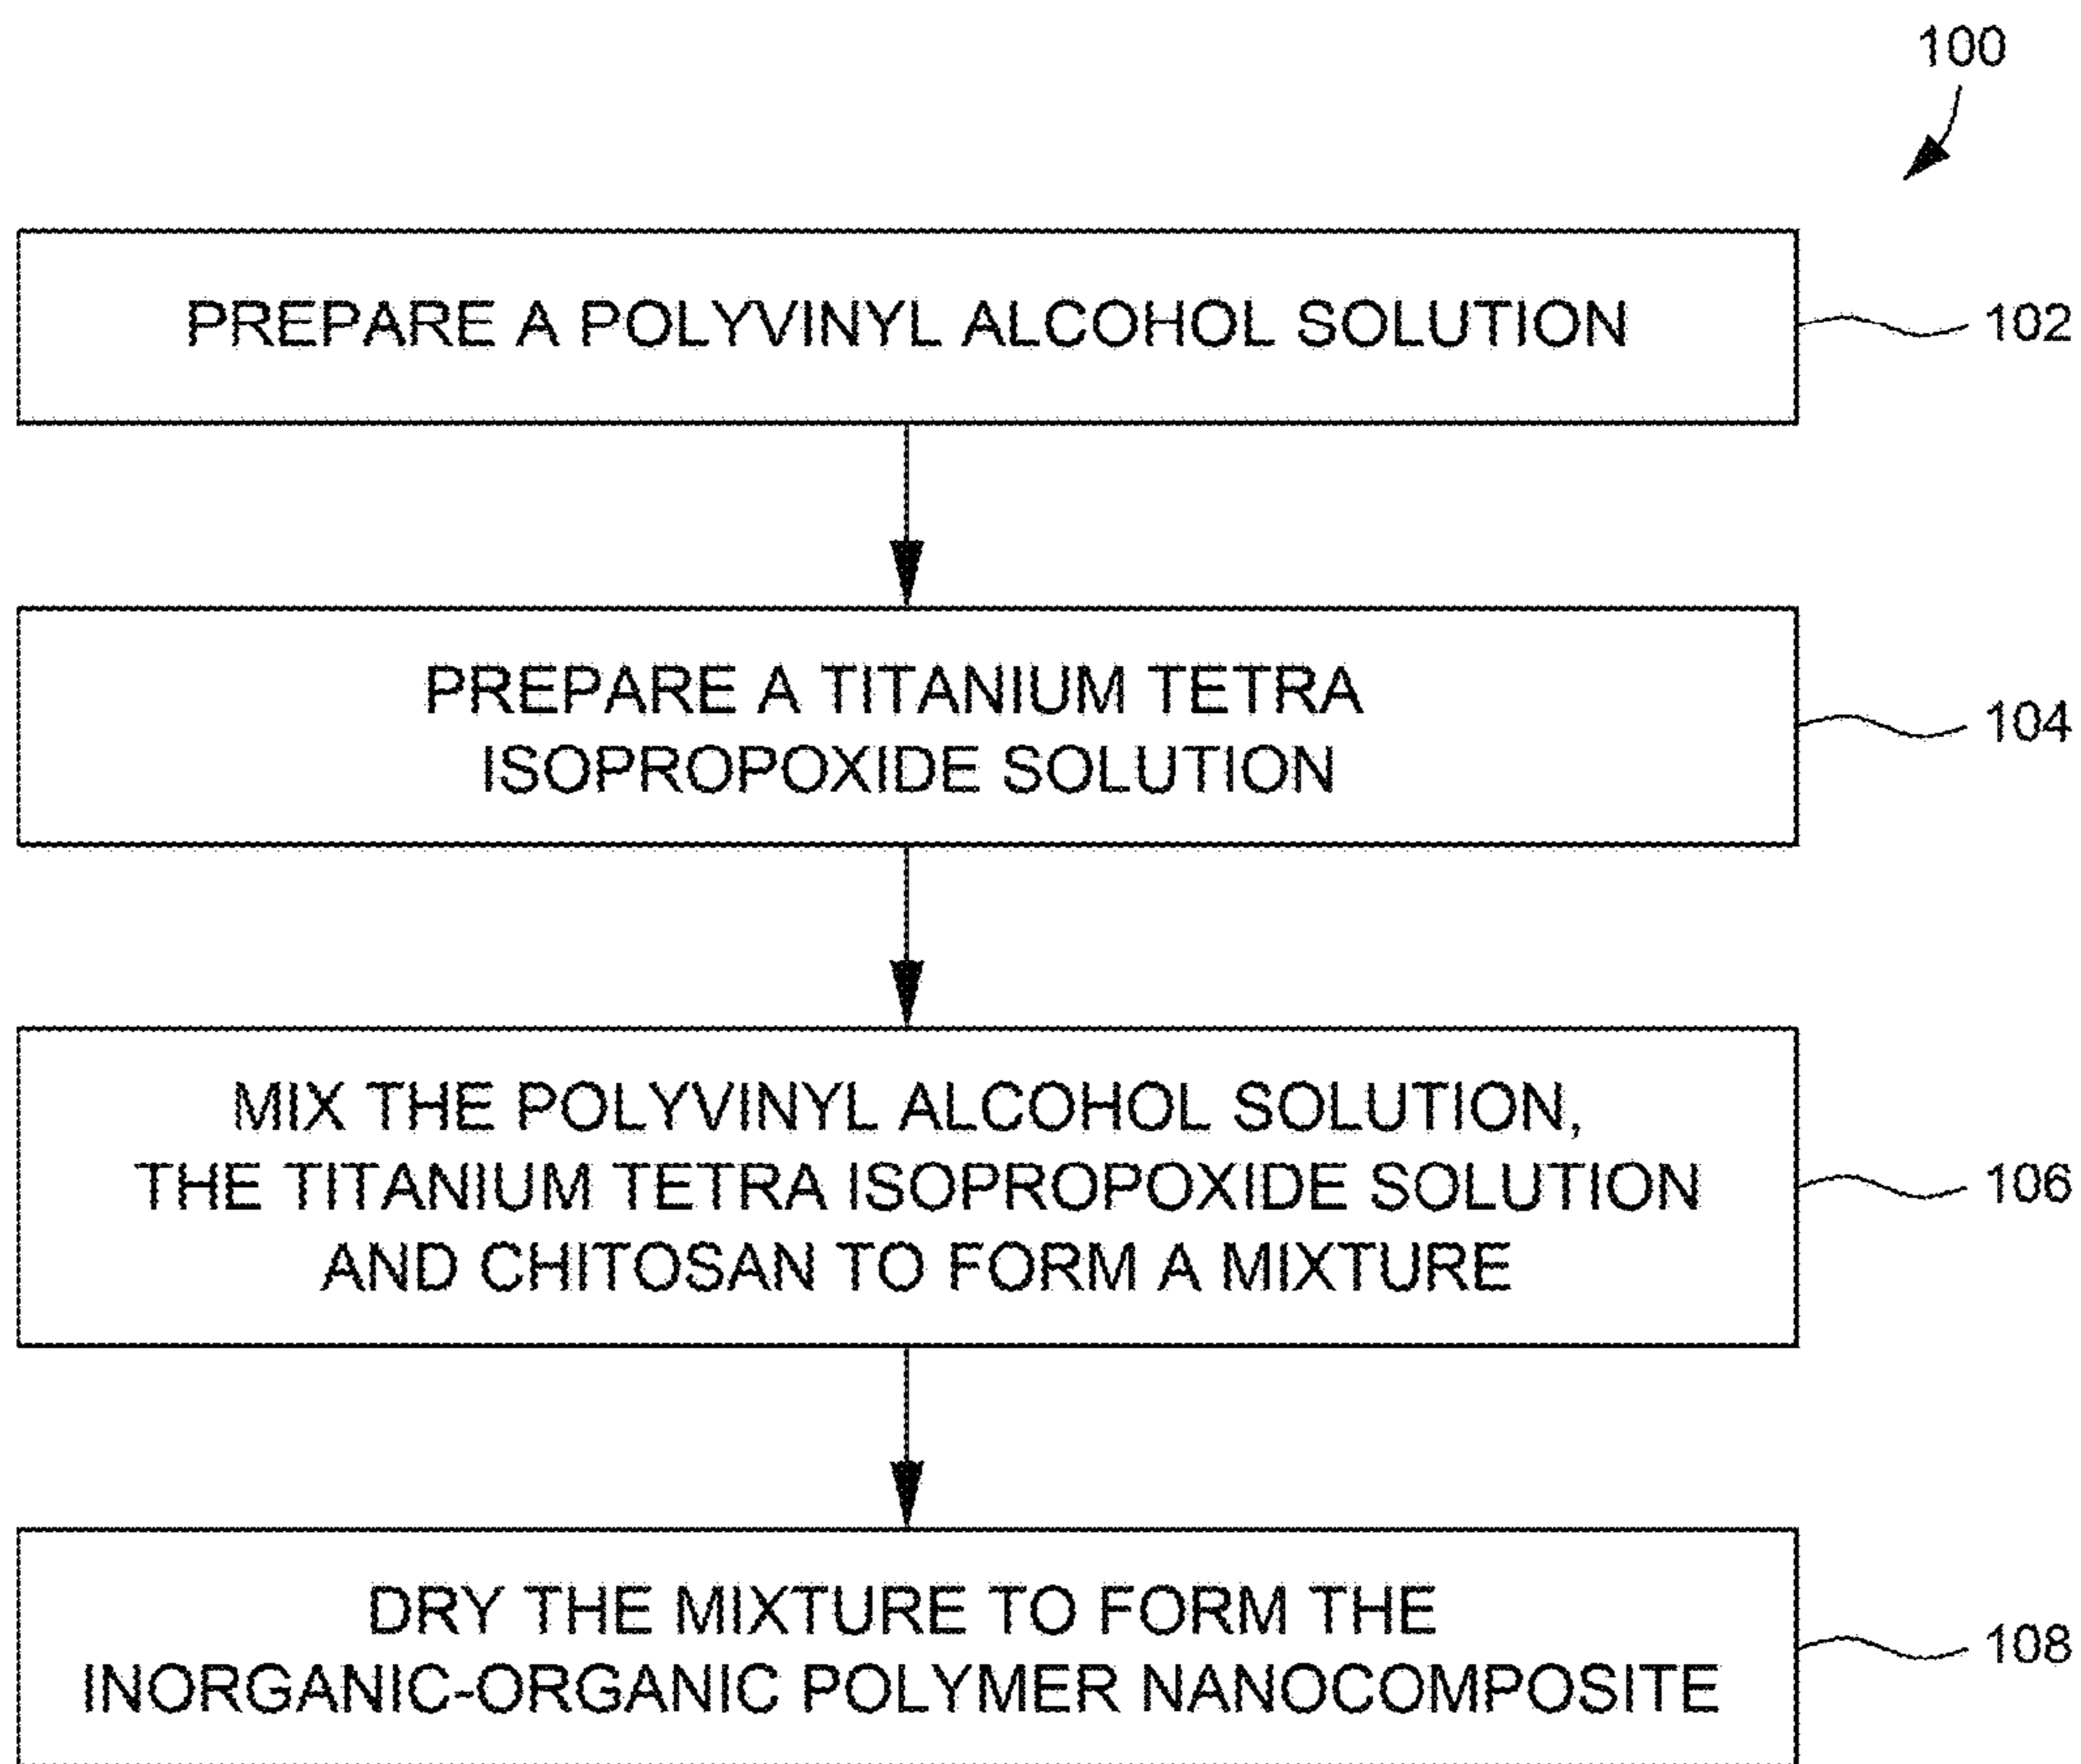 100
PREPARE A POLYVINYL ALCOHOL SOLUTION
102
PREPARE A TITANIUM TETRA
ISOPROPOXIDE SOLUTION
104
MIX THE POLYVINYL ALCOHOL SOLUTION,
THE TITANIUM TETRA ISOPROPOXIDE SOLUTION
AND CHITOSAN TO FORM A MIXTURE
106
DRY THE MIXTURE TO FORM THE
INORGANIC-ORGANIC POLYMER NANOCOMPOSITE
108